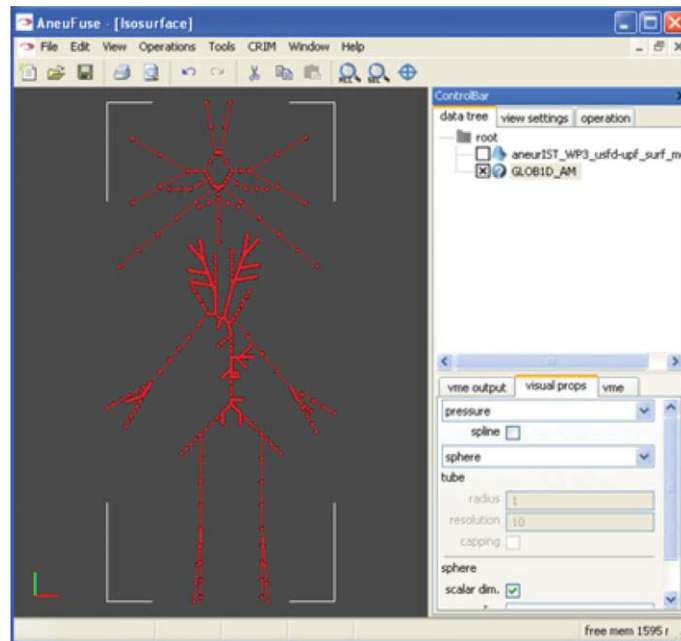 AneuFuse - [Isosurface]
File Edit View Operations Tools CRIM Window Help
ControlBar
data tree view settings operation
root
aneurIST_WP3_usfd-upf_surf_m
GLOB1D_AM
vme output visual props vme
pressure
spline
sphere
tube
radius 1
resolution 10
capping
sphere
scalar dim.
free mem 1595 r